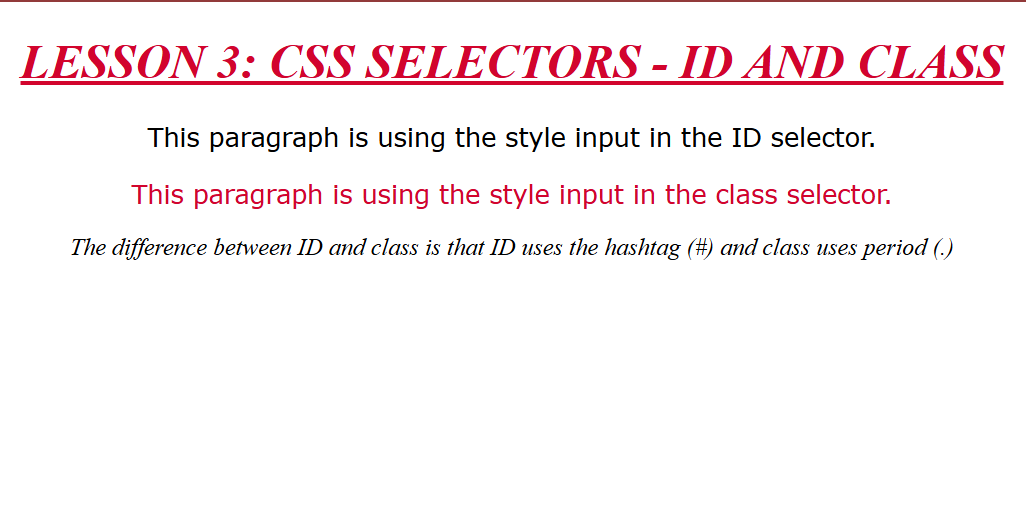 LESSON 3: CSS SELECTORS - ID AND CLASS
This paragraph is using the style input in the ID selector.
This paragraph is using the style input in the class selector.
The difference between ID and class is that ID uses the hashtag (#) and class uses period (.)